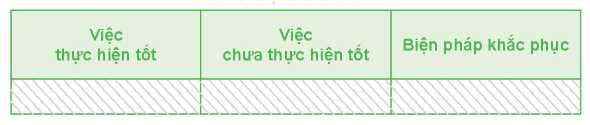 Việc
thực hiện tốt
Việc
chưa thực hiện tốt
Biện pháp khắc phục